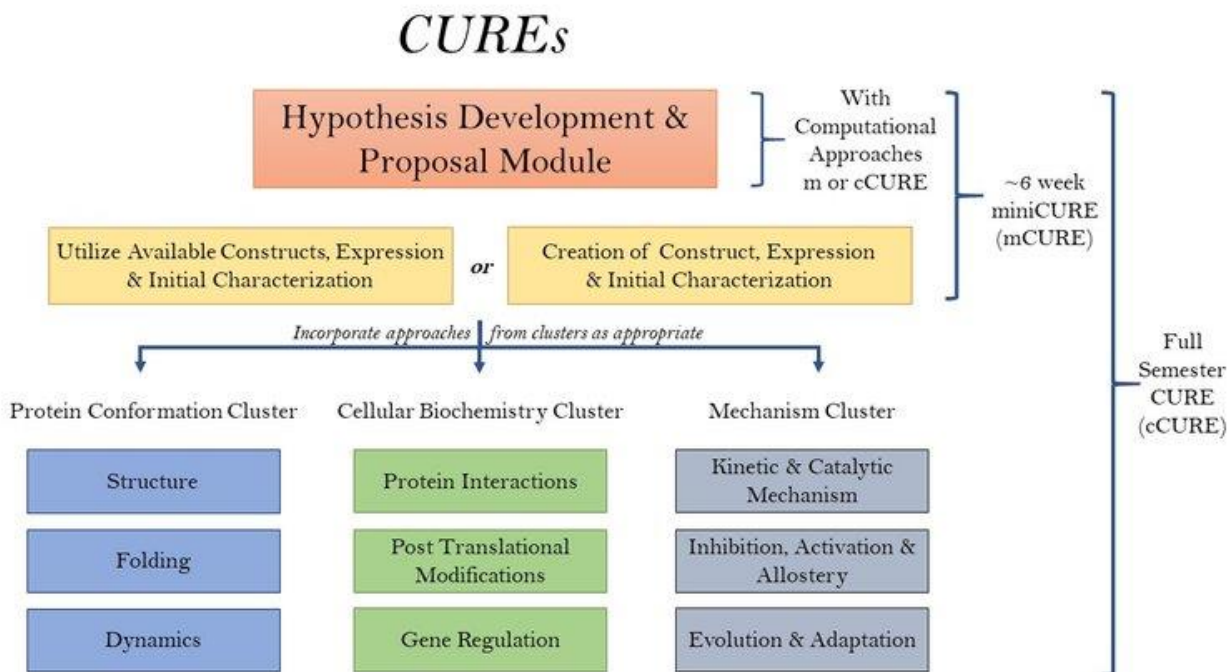 CUREs
Hypothesis Development &
Proposal Module
With
Computational
Approaches
m or cCURE
~6 week
miniCURE
(mCURE)
Utilize Available Constructs, Expression
& Initial Characterization
or
Creation of Construct, Expression
& Initial Characterization
Incorporate approaches from clusters as appropriate
Full
Semester
CURE
(cCURE)
Protein Conformation Cluster
Structure
Folding
Dynamics
Cellular Biochemistry Cluster
Protein Interactions
Post Translational
Modifications
Gene Regulation
Mechanism Cluster
Kinetic & Catalytic
Mechanism
Inhibition, Activation &
Allostery
Evolution & Adaptation